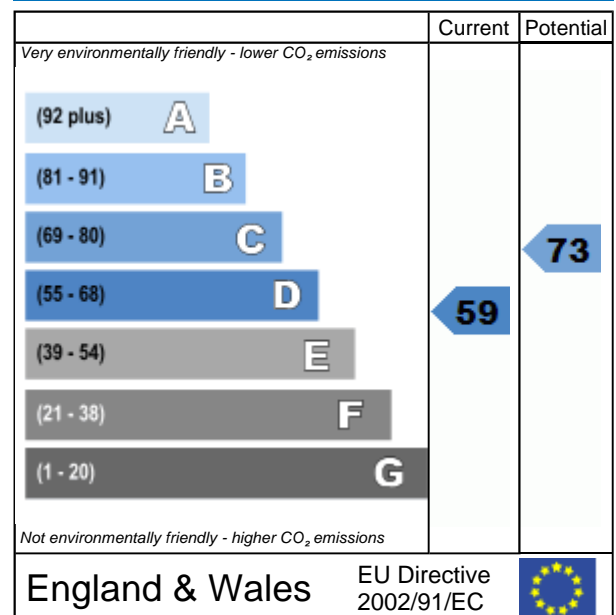 Current Potential
Very environmentally friendly - lower CO₂ emissions
(92 plus) A
(81 - 91) B
(69 - 80) C
73
(55 - 68) D
59
(39 - 54) E
(21 - 38) F
(1 - 20) G
Not environmentally friendly - higher CO₂ emissions
England & Wales
EU Directive
2002/91/EC